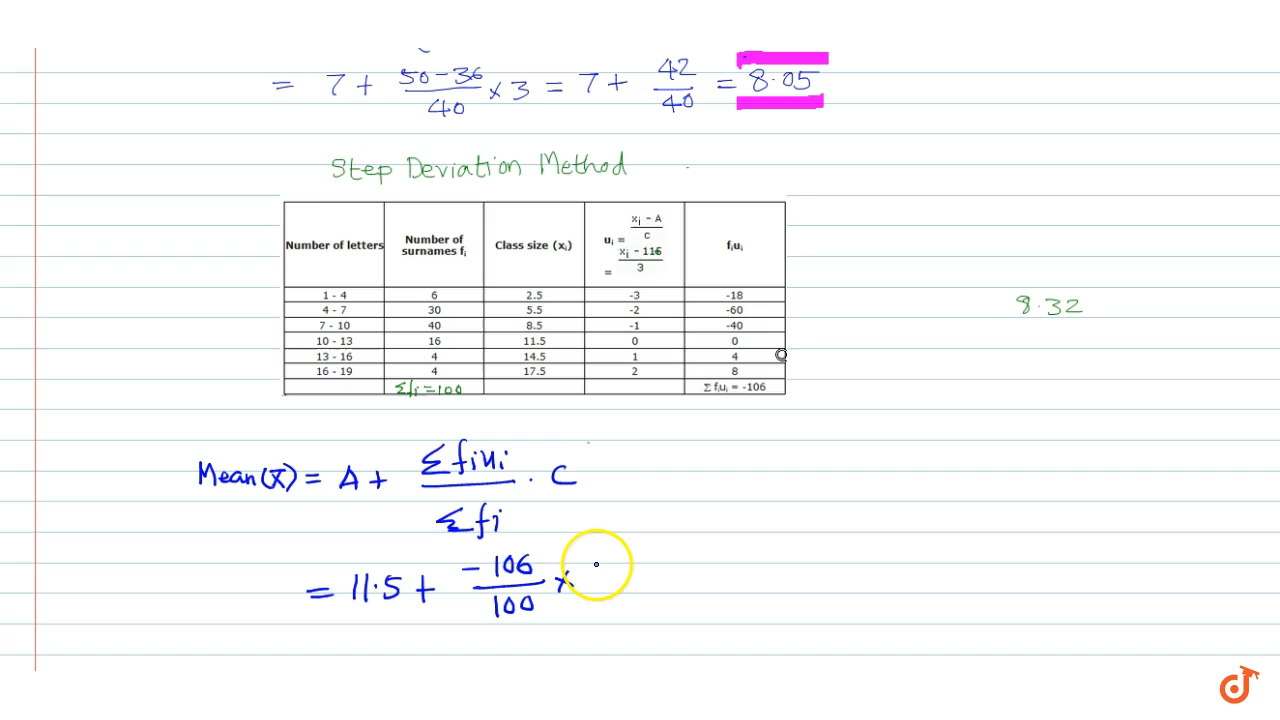 = 7 + 50-36/40 × 3 = 7 + 42/40 = 8.05
Step Deviation Method
Number of letters | Number of surnames fi | Class size (xi) | ui = xi - A / c = xi - 116 / 3 | fiui
1 - 4 | 6 | 2.5 | -3 | -18
4 - 7 | 30 | 5.5 | -2 | -60
7 - 10 | 40 | 8.5 | -1 | -40
10 - 13 | 16 | 11.5 | 0 | 0
13 - 16 | 4 | 14.5 | 1 | 4
16 - 19 | 4 | 17.5 | 2 | 8
Σfi = 100 | Σ fiui = -106
8.32
Mean(x̄) = A + Σfiui / Σfi . C
= 11.5 + -106/100 ×